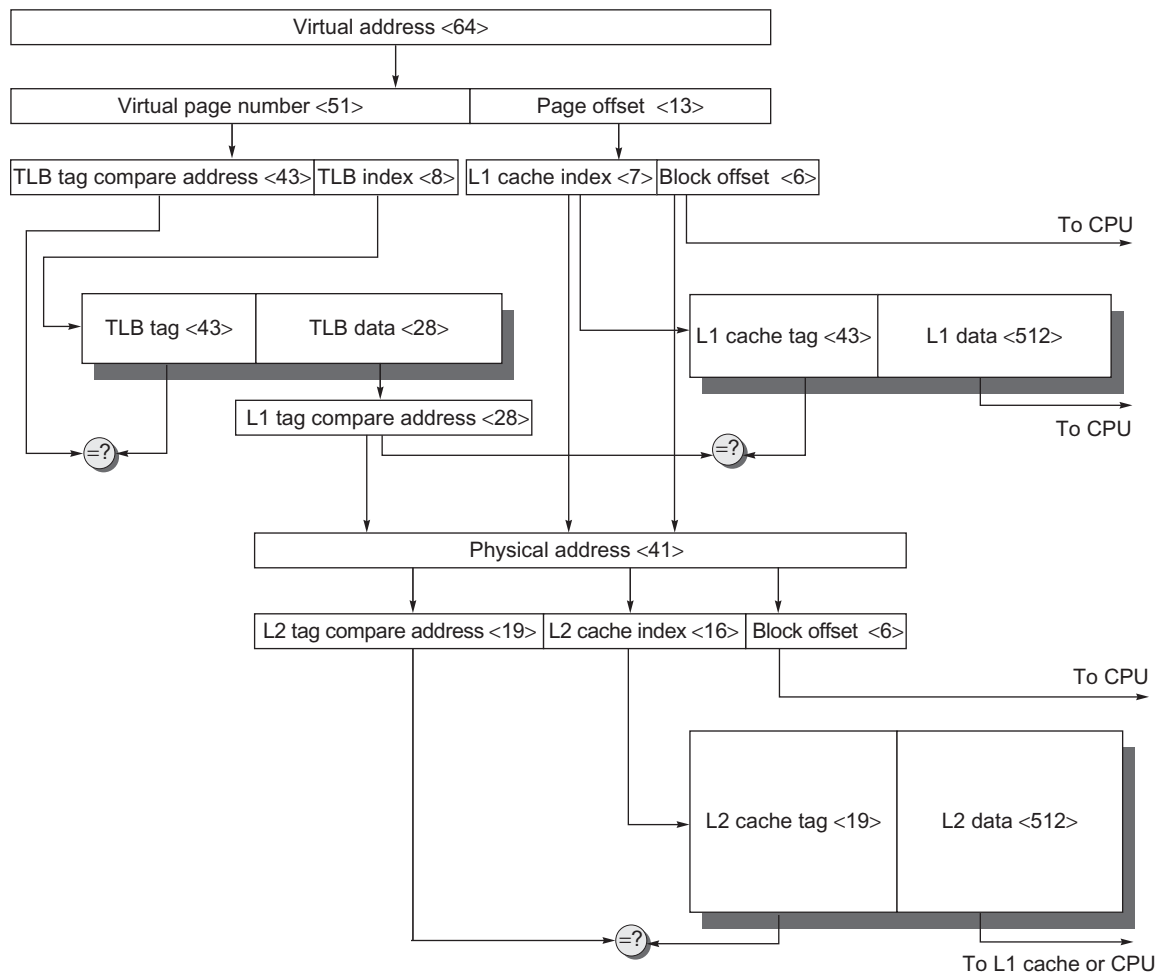 Virtual address <64>
Virtual page number <51>
Page offset <13>
TLB tag compare address <43>
TLB index <8>
L1 cache index <7>
Block offset <6>
To CPU
TLB tag <43>
TLB data <28>
L1 cache tag <43>
L1 data <512>
L1 tag compare address <28>
To CPU
=?
=?
Physical address <41>
L2 tag compare address <19>
L2 cache index <16>
Block offset <6>
To CPU
L2 cache tag <19>
L2 data <512>
=?
To L1 cache or CPU